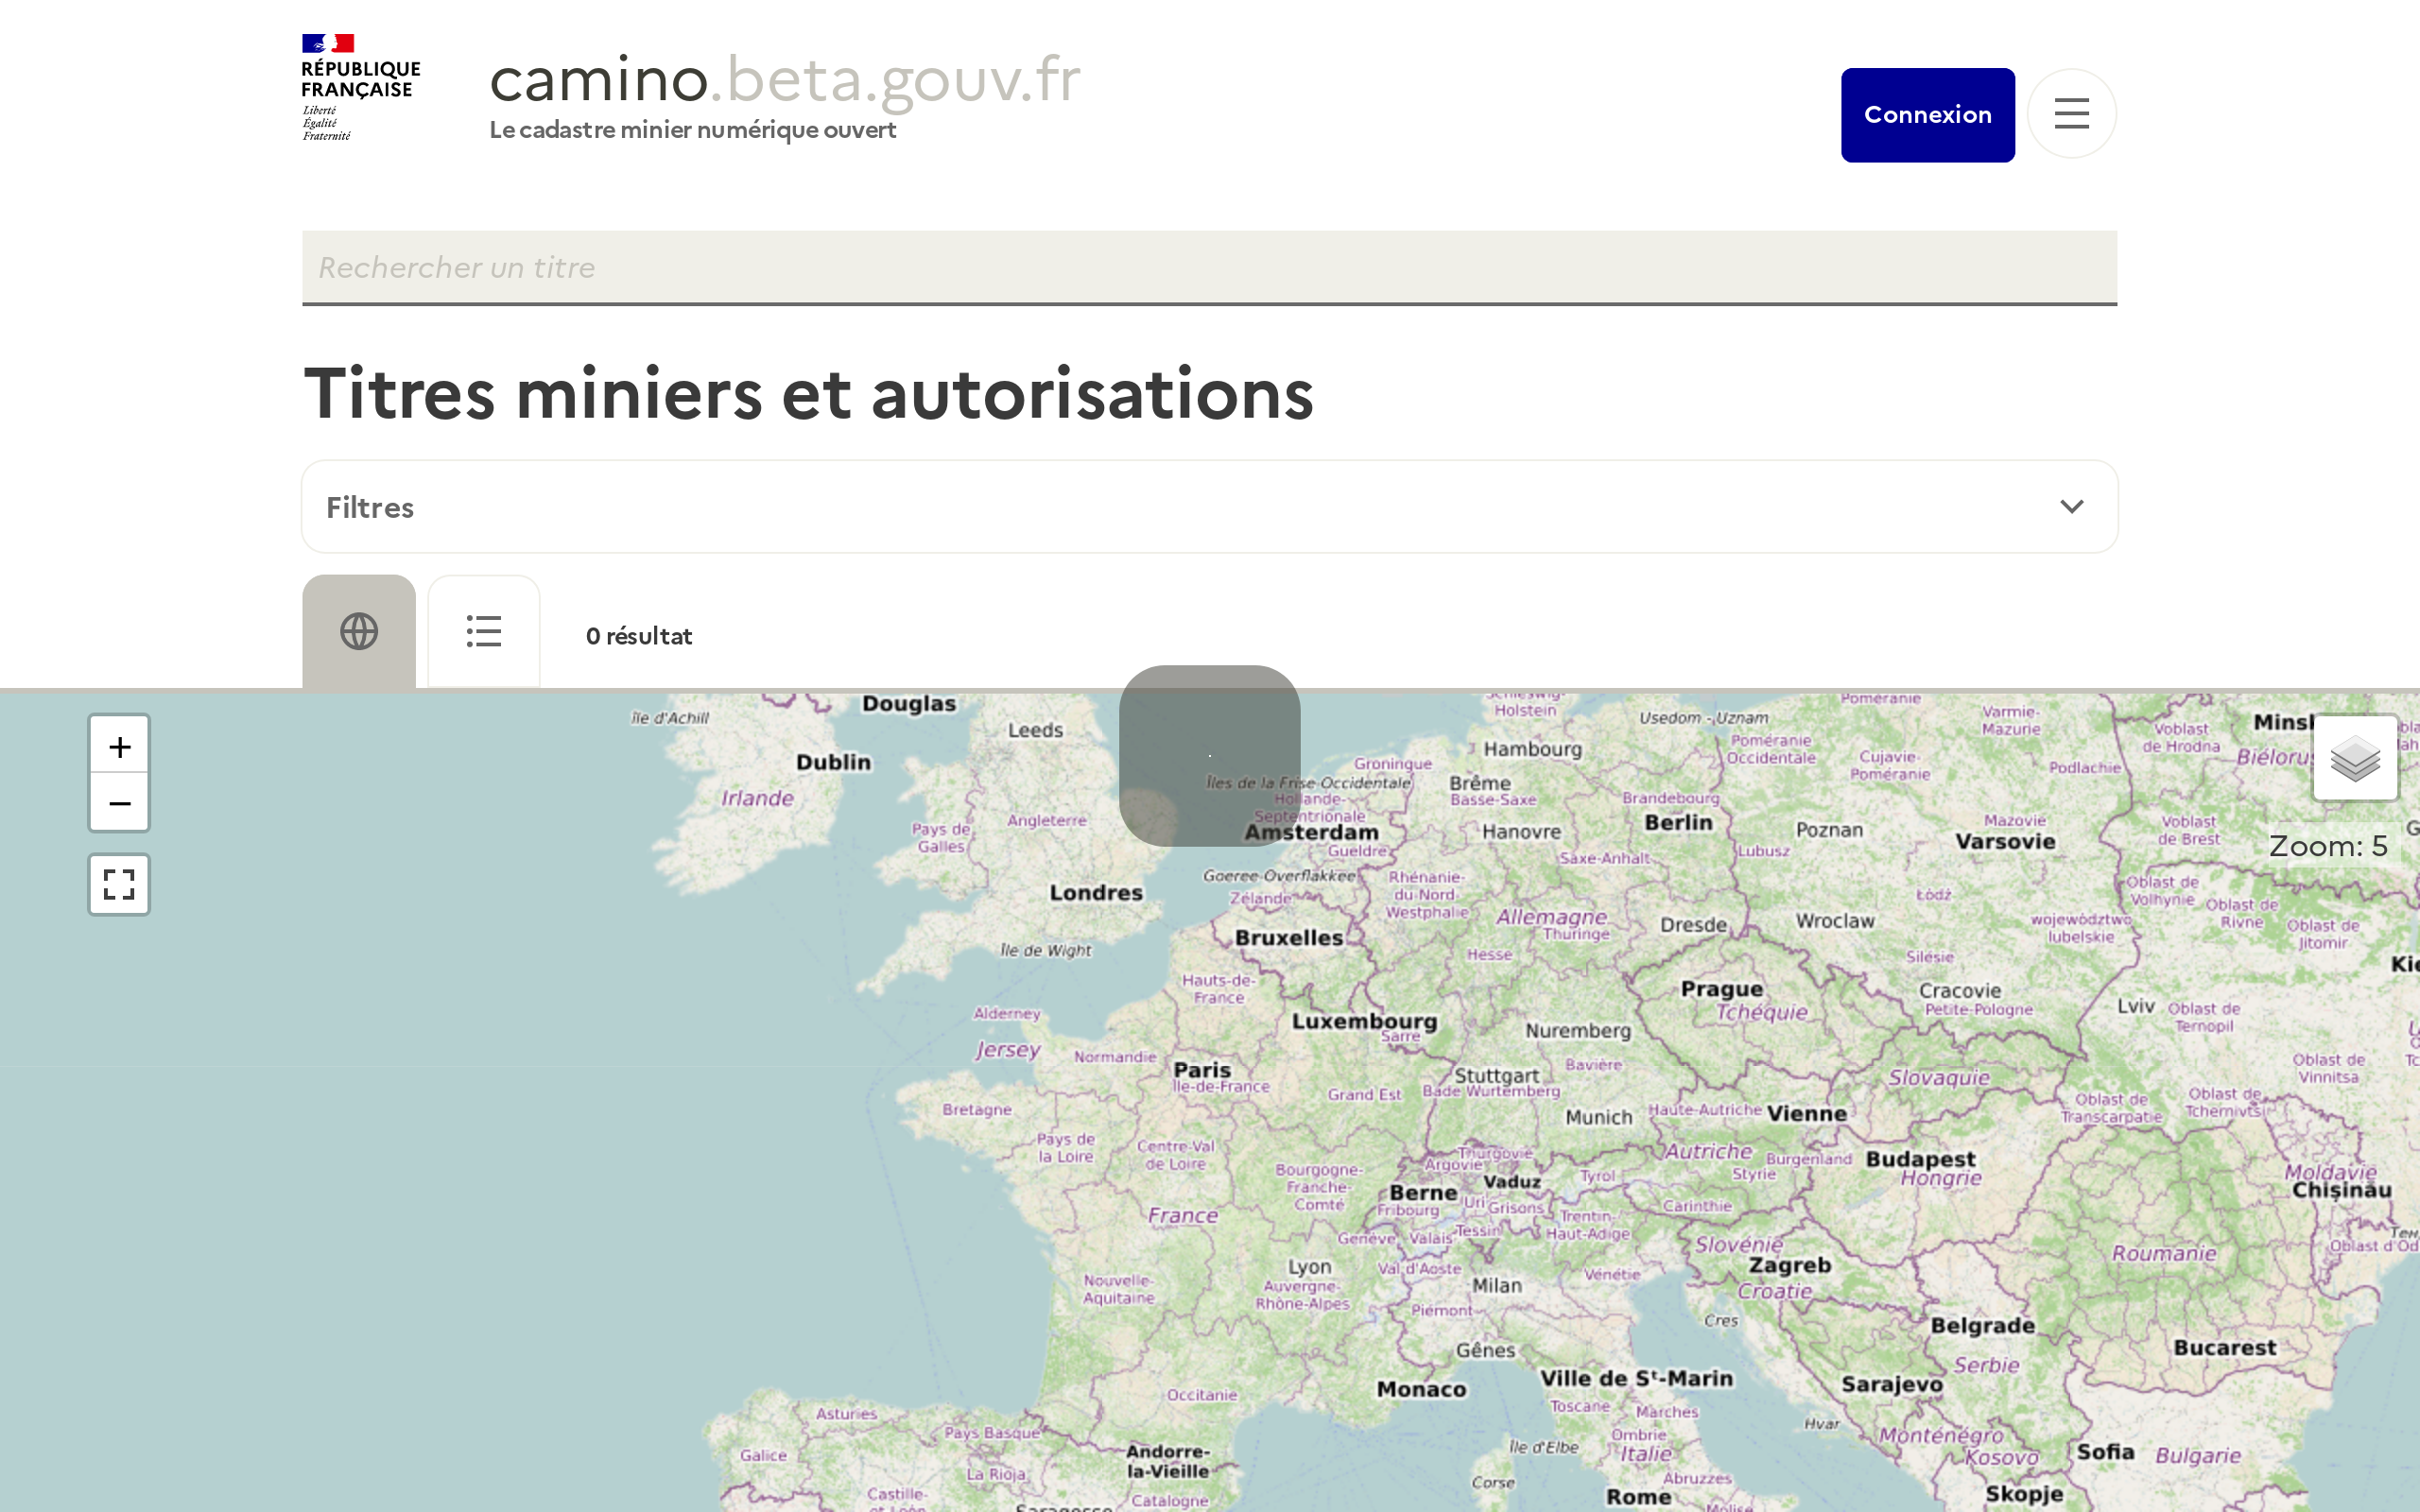 RÉPUBLIQUE
FRANÇAISE
Liberté
Égalité
Fraternité
camino.beta.gouv.fr
Le cadastre minier numérique ouvert
Connexion
Rechercher un titre
Titres miniers et autorisations
Filtres
0 résultat
+
−
Zoom: 5
île d'Achill
Douglas
Leeds
Dublin
Irlande
Pays de
Galles
Angleterre
Londres
Île de Wight
Holstein
Usedom - Uznam
Poméranie
Varmie-
Mazurie
Voblast
de Hrodna
Hambourg
Poméranie
Occidentale
Cujavie-
Poméranie
Podlachie
Groningue
Îles de la Frise-Occidentale
Brême
Basse-Saxe
Hollande-
Septentrionale
Amsterdam
Gueldre
Hanovre
Brandebourg
Berlin
Poznan
Mazovie
Varsovie
Voblast
de Brest
Saxe-Anhalt
Lubusz
Goeree-Overflakkee
Zélande
Rhénanie-
du-Nord-
Westphalie
Allemagne
Thuringe
Dresde
Wroclaw
Łódź
województwo
lubelskie
Oblast de
Volhynie
Oblast de
Rivne
Oblast de
Jitomir
Bruxelles
Hesse
Silésie
Hauts-de-
France
Prague
Tchéquie
Cracovie
Petite-Pologne
Lviv
Oblast de
Ternopil
Alderney
Jersey
Luxembourg
Sarre
Nuremberg
Normandie
Paris
Île-de-France
Grand Est
Stuttgart
Bade Wurtemberg
Bavière
Slovaquie
Oblast de
Vinnitsa
Bretagne
Munich
Haute-Autriche
Vienne
Oblast de
Transcarpatie
Oblast de
Tchernivtsi
Pays de
la Loire
Centre-Val
de Loire
Bourgogne-
Franche-
Comté
Thurgovie
Argovie
Autriche
Burgenland
Styrie
Budapest
Hongrie
Moldavie
Chișinău
Berne
Fribourg
Vaduz
Uri
Grisons
Tyrol
Carinthie
France
Genève
Valais
Tessin
Trentin-
Haut-Adige
Slovénie
Zagreb
Croatie
Roumanie
Lyon
Auvergne-
Rhône-Alpes
Val d'Aoste
Milan
Vénétie
Nouvelle-
Aquitaine
Piémont
Cres
Belgrade
Serbie
Bucarest
Gênes
Monaco
Ville de Sᵗ-Marin
Sarajevo
Occitanie
Toscane
Marches
Hvar
Asturies
Pays Basque
Galice
La Rioja
Andorre-
la-Vieille
Île d'Elbe
Ombrie
Italie
Monténégro
Kosovo
Sofia
Bulgarie
Corse
Abruzzes
Castille-
Catalogne
Rome
Skopje